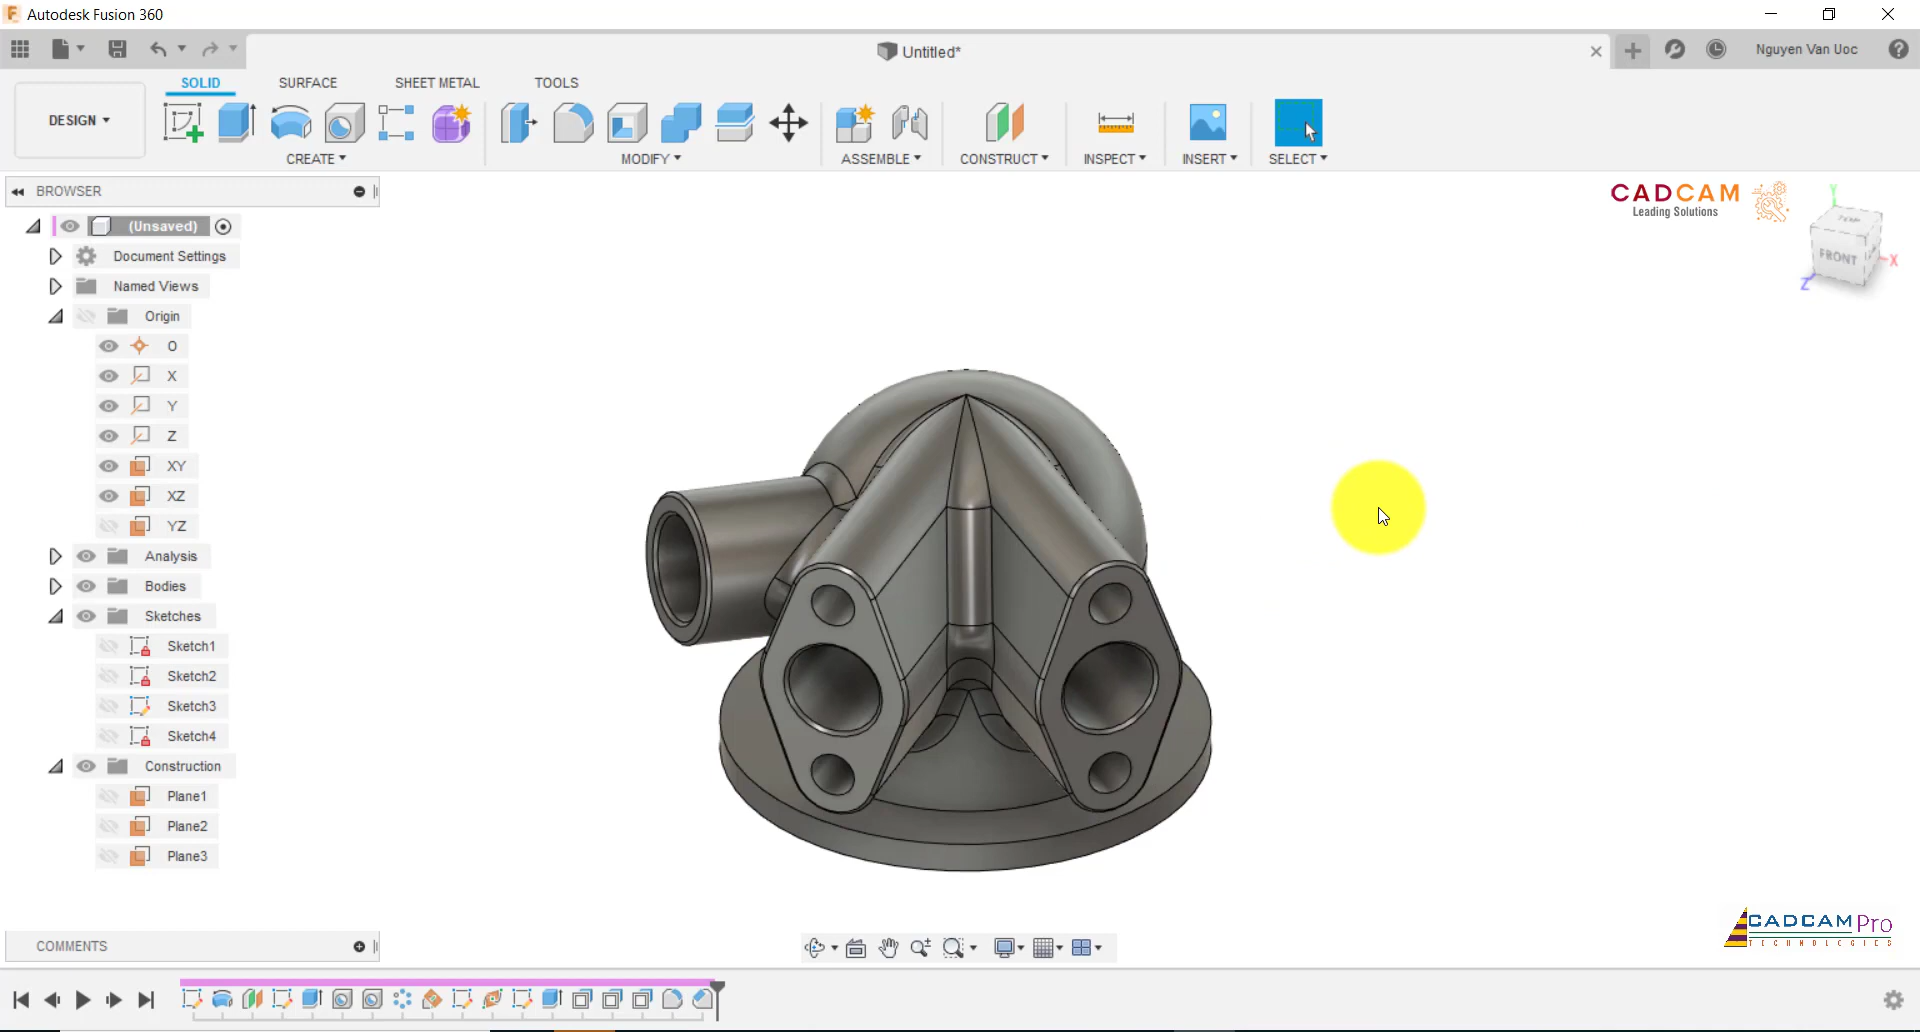 Autodesk Fusion 360
Untitled*
Nguyen Van Uoc
DESIGN
SOLID
SURFACE
SHEET METAL
TOOLS
CREATE
MODIFY
ASSEMBLE
CONSTRUCT
INSPECT
INSERT
SELECT
BROWSER
(Unsaved)
Document Settings
Named Views
Origin
O
X
Y
Z
XY
XZ
YZ
Analysis
Bodies
Sketches
Sketch1
Sketch2
Sketch3
Sketch4
Construction
Plane1
Plane2
Plane3
CADCAM
Leading Solutions
Y
TOP
FRONT
X
Z
CADCAM Pro
TECHNOLOGIES
COMMENTS